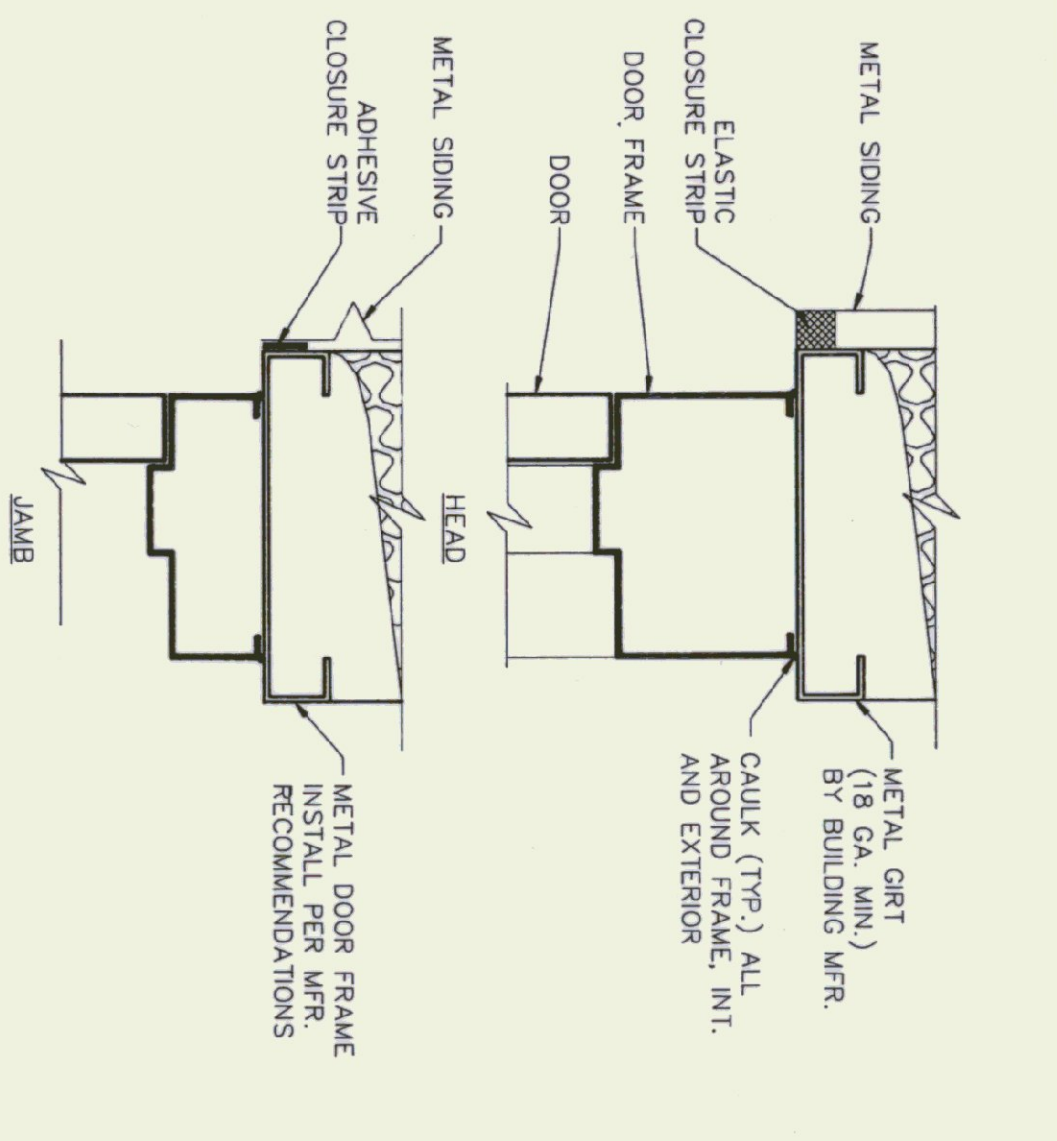 METAL SIDING
ELASTIC
CLOSURE STRIP
DOOR FRAME
DOOR
METAL GIRT
(18 GA. MIN.)
BY BUILDING MFR.
CAULK (TYP.) ALL
AROUND FRAME, INT.
AND EXTERIOR
HEAD
METAL SIDING
ADHESIVE
CLOSURE STRIP
METAL DOOR FRAME
INSTALL PER MFR.
RECOMMENDATIONS
JAMB